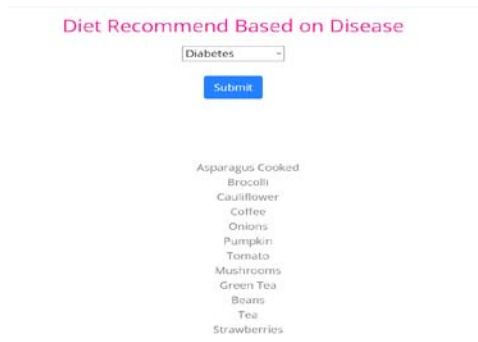 Diet Recommend Based on Disease
Diabetes
Submit
Asparagus Cooked
Brocolli
Cauliflower
Coffee
Onions
Pumpkin
Tomato
Mushrooms
Green Tea
Beans
Tea
Strawberries